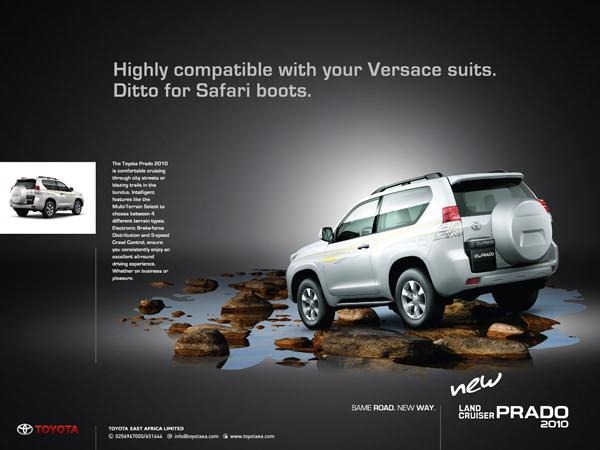 Highly compatible with your Versace suits.
Ditto for Safari boots.
The Toyota Prado 2010
is comfortable cruising
through city streets or
blazing trails in the
bundus. Intelligent
features like the
Multi-Terrain Select to
choose between 4
different terrain types.
Electronic Brake-force
Distribution and 5-speed
Crawl Control, ensure
you consistently enjoy an
excellent all-round
driving experience.
Whether on business or
pleasure.
PRADO
new
SAME ROAD. NEW WAY.
LAND
CRUISER PRADO
2010
TOYOTA
TOYOTA EAST AFRICA LIMITED
0206967000/651444 info@toyotaea.com www.toyotaea.com